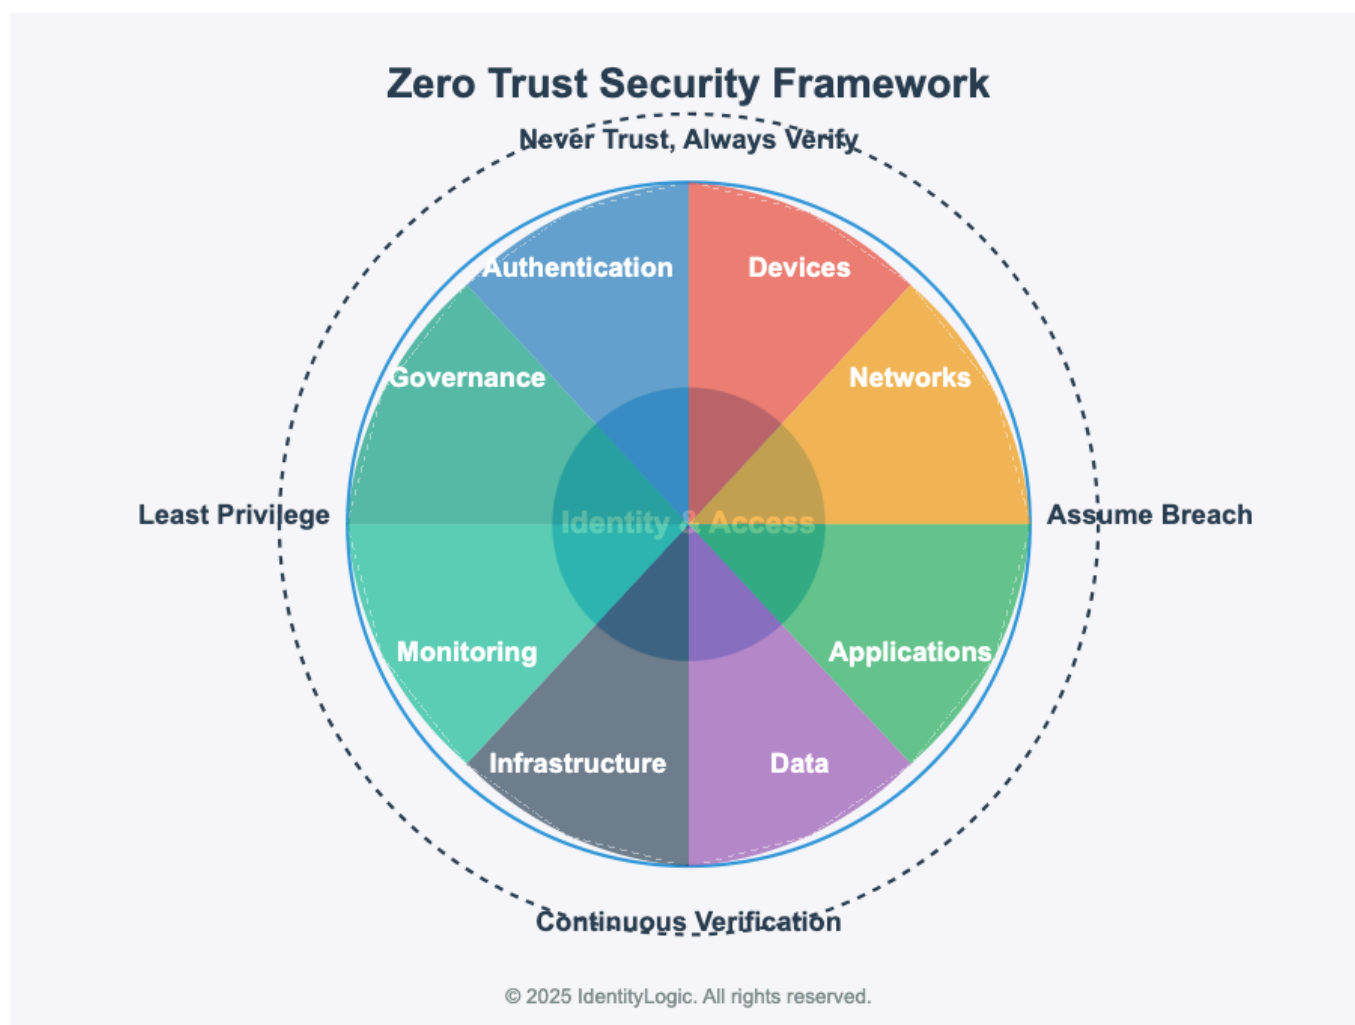 Zero Trust Security Framework
Never Trust, Always Verify
Authentication
Devices
Governance
Networks
Least Privilege
Identity & Access
Assume Breach
Monitoring
Applications
Infrastructure
Data
Continuous Verification
© 2025 IdentityLogic. All rights reserved.